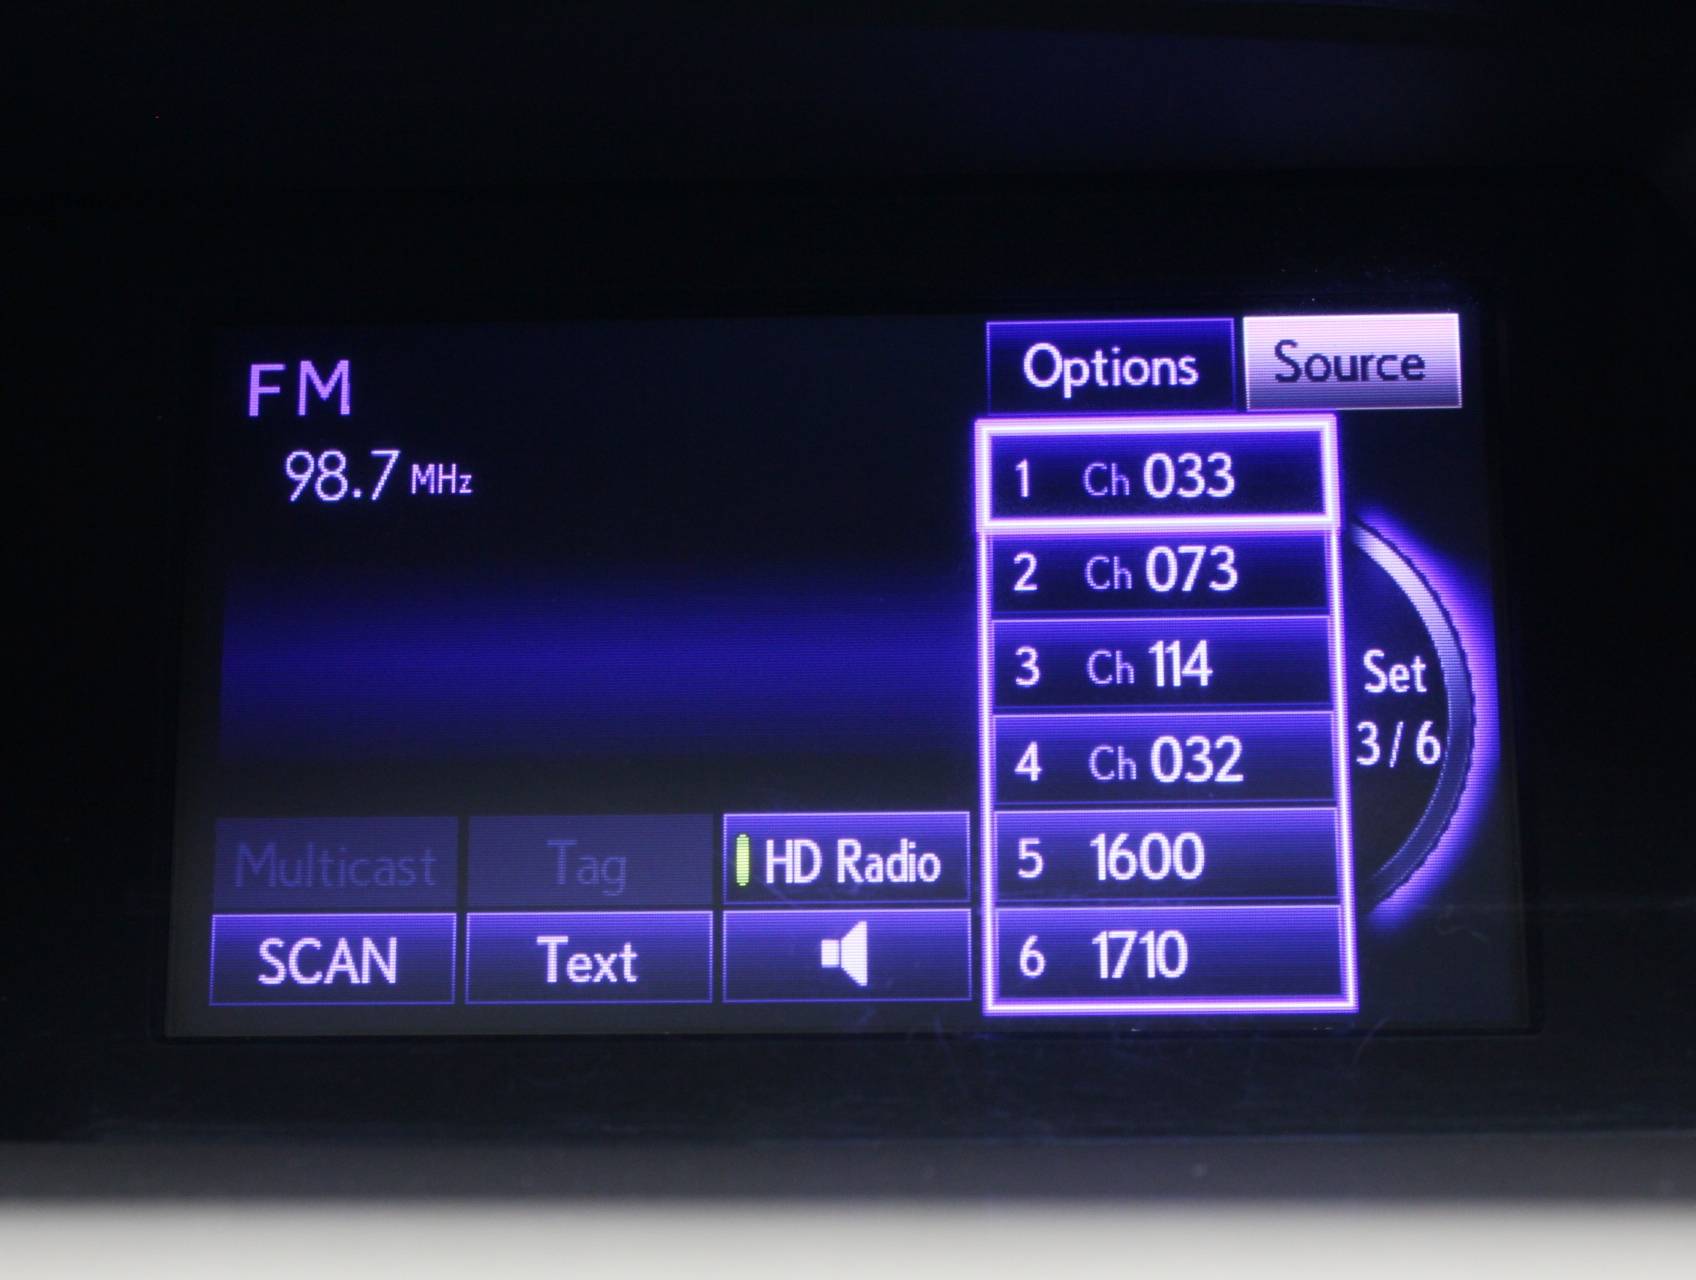 FM
98.7 MHz
Options
Source
1 Ch 033
2 Ch 073
3 Ch 114
4 Ch 032
5 1600
6 1710
Set
3/6
Multicast
Tag
HD Radio
SCAN
Text